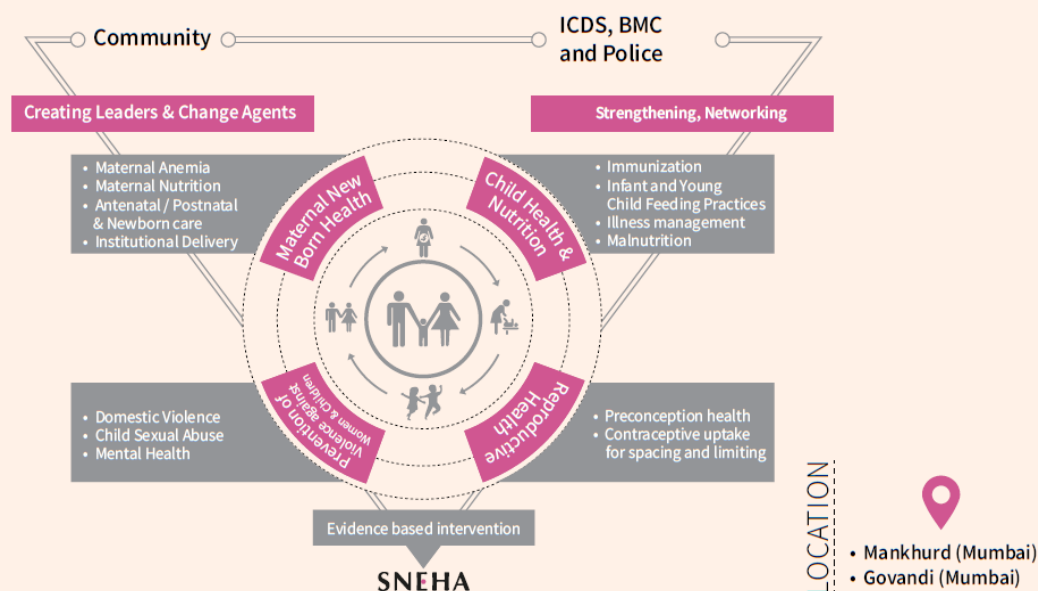 Community
ICDS, BMC
and Police
Creating Leaders & Change Agents
Strengthening, Networking
• Maternal Anemia
• Maternal Nutrition
• Antenatal / Postnatal
& Newborn care
• Institutional Delivery
Maternal New
Born Health
Child Health &
Nutrition
• Immunization
• Infant and Young
Child Feeding Practices
• Illness management
• Malnutrition
• Domestic Violence
• Child Sexual Abuse
• Mental Health
Prevention of
Violence against
Women & Children
Reproductive
Health
• Preconception health
• Contraceptive uptake
for spacing and limiting
Evidence based intervention
SNEHA
LOCATION
• Mankhurd (Mumbai)
• Govandi (Mumbai)